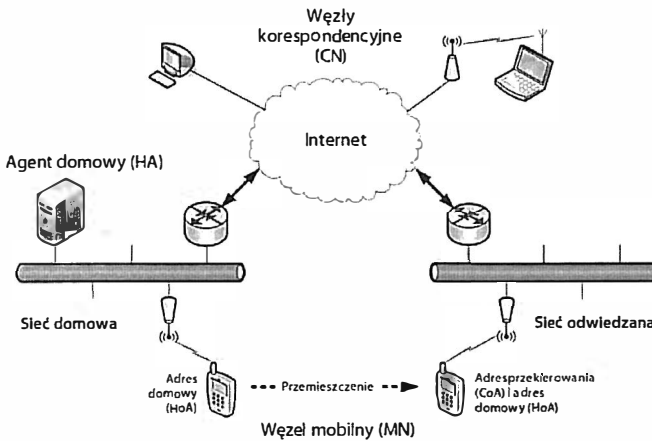 Węzły
korespondencyjne
(CN)
Internet
Agent domowy (HA)
Sieć domowa
Sieć odwiedzana
Adres
domowy
(HoA)
Przemieszczenie
Adresprzekierowania
(CoA) i adres
domowy (HoA)
Węzeł mobilny (MN)